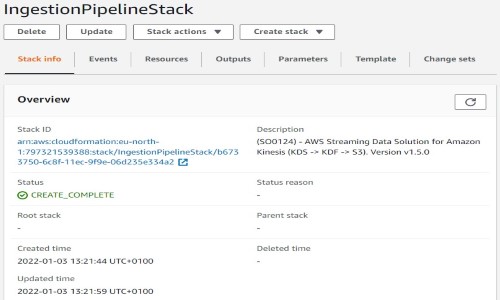 IngestionPipelineStack
Delete Update Stack actions Create stack
Stack info Events Resources Outputs Parameters Template Change sets
Overview
Stack ID
arn:aws:cloudformation:eu-north-
1:797321539388:stack/IngestionPipelineStack/b673
3750-6c8f-11ec-9f9e-06d235e334a2
Description
(SO0124) - AWS Streaming Data Solution for Amazon
Kinesis (KDS -> KDF -> S3). Version v1.5.0
Status
CREATE_COMPLETE
Status reason
-
Root stack
-
Parent stack
-
Created time
2022-01-03 13:21:44 UTC+0100
Deleted time
-
Updated time
2022-01-03 13:21:59 UTC+0100